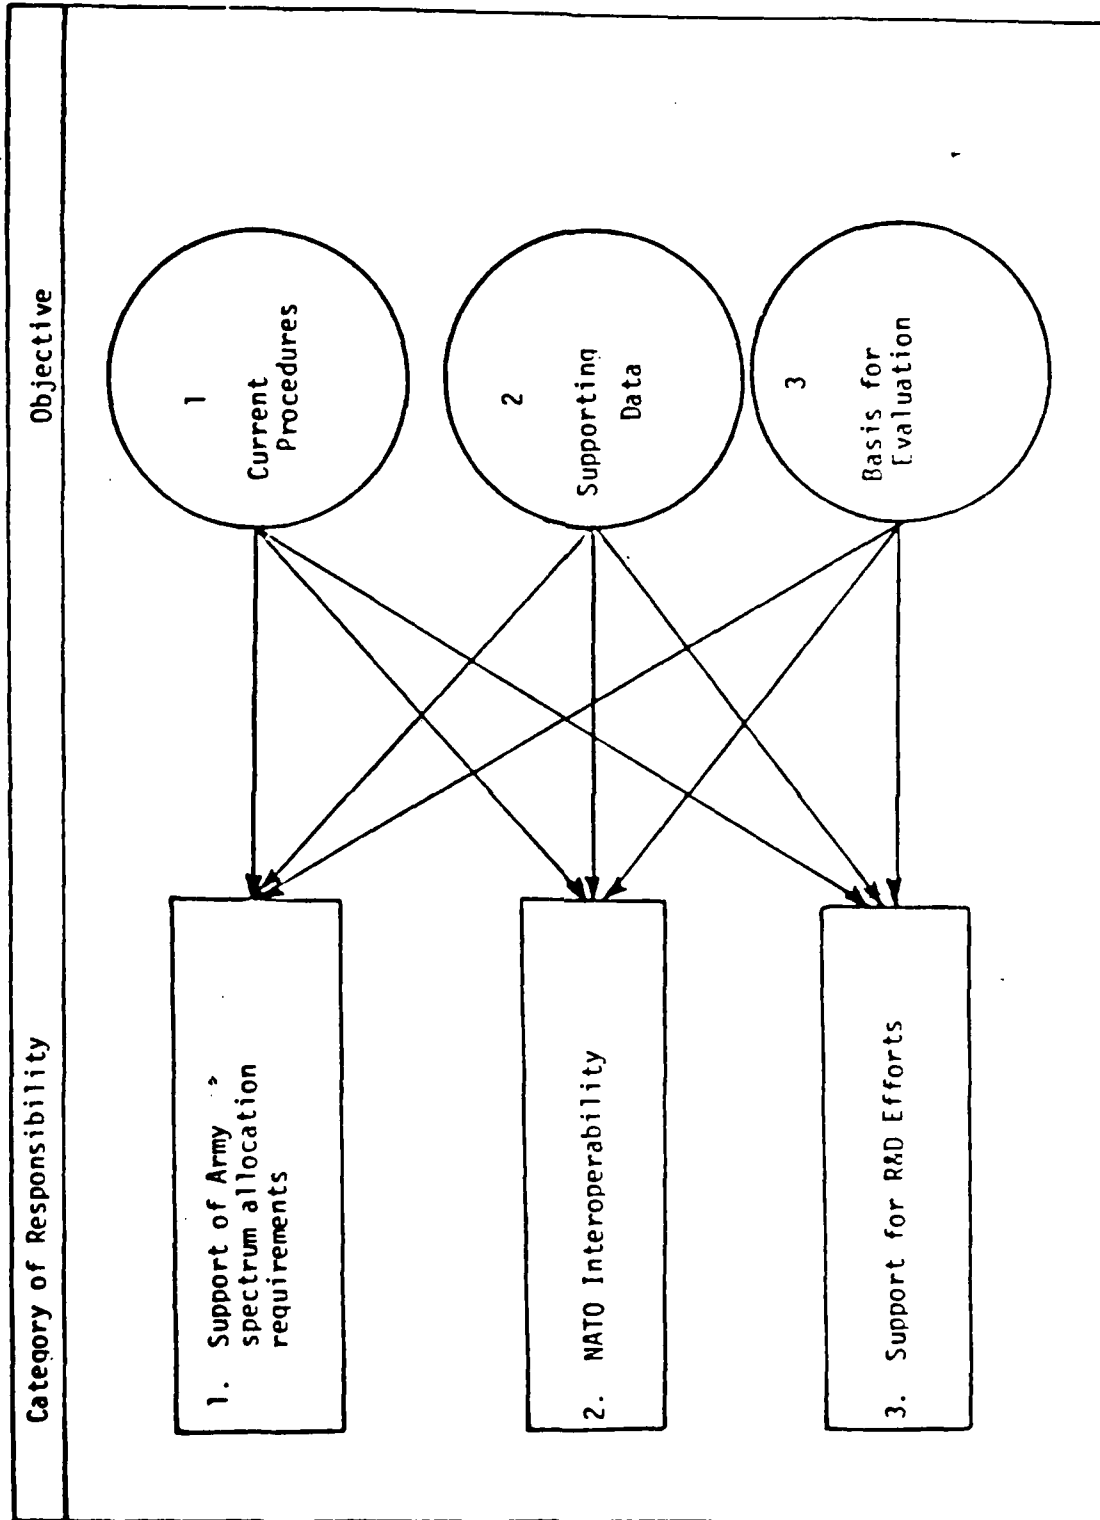 Category of Responsibility
Objective
1. Support of Army
spectrum allocation
requirements
2. NATO Interoperability
3. Support for R&D Efforts
1
Current
Procedures
2
Supporting
Data
3
Basis for
Evaluation